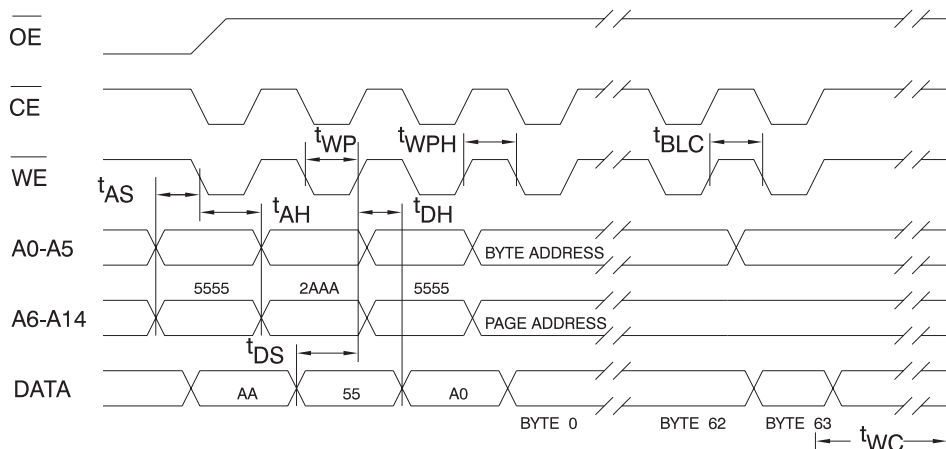 OE
CE
tWP tWPH tBLC
WE
tAS
tAH tDH
A0-A5 BYTE ADDRESS
5555 2AAA 5555
A6-A14 PAGE ADDRESS
tDS
DATA AA 55 A0
BYTE 0 BYTE 62 BYTE 63
tWC